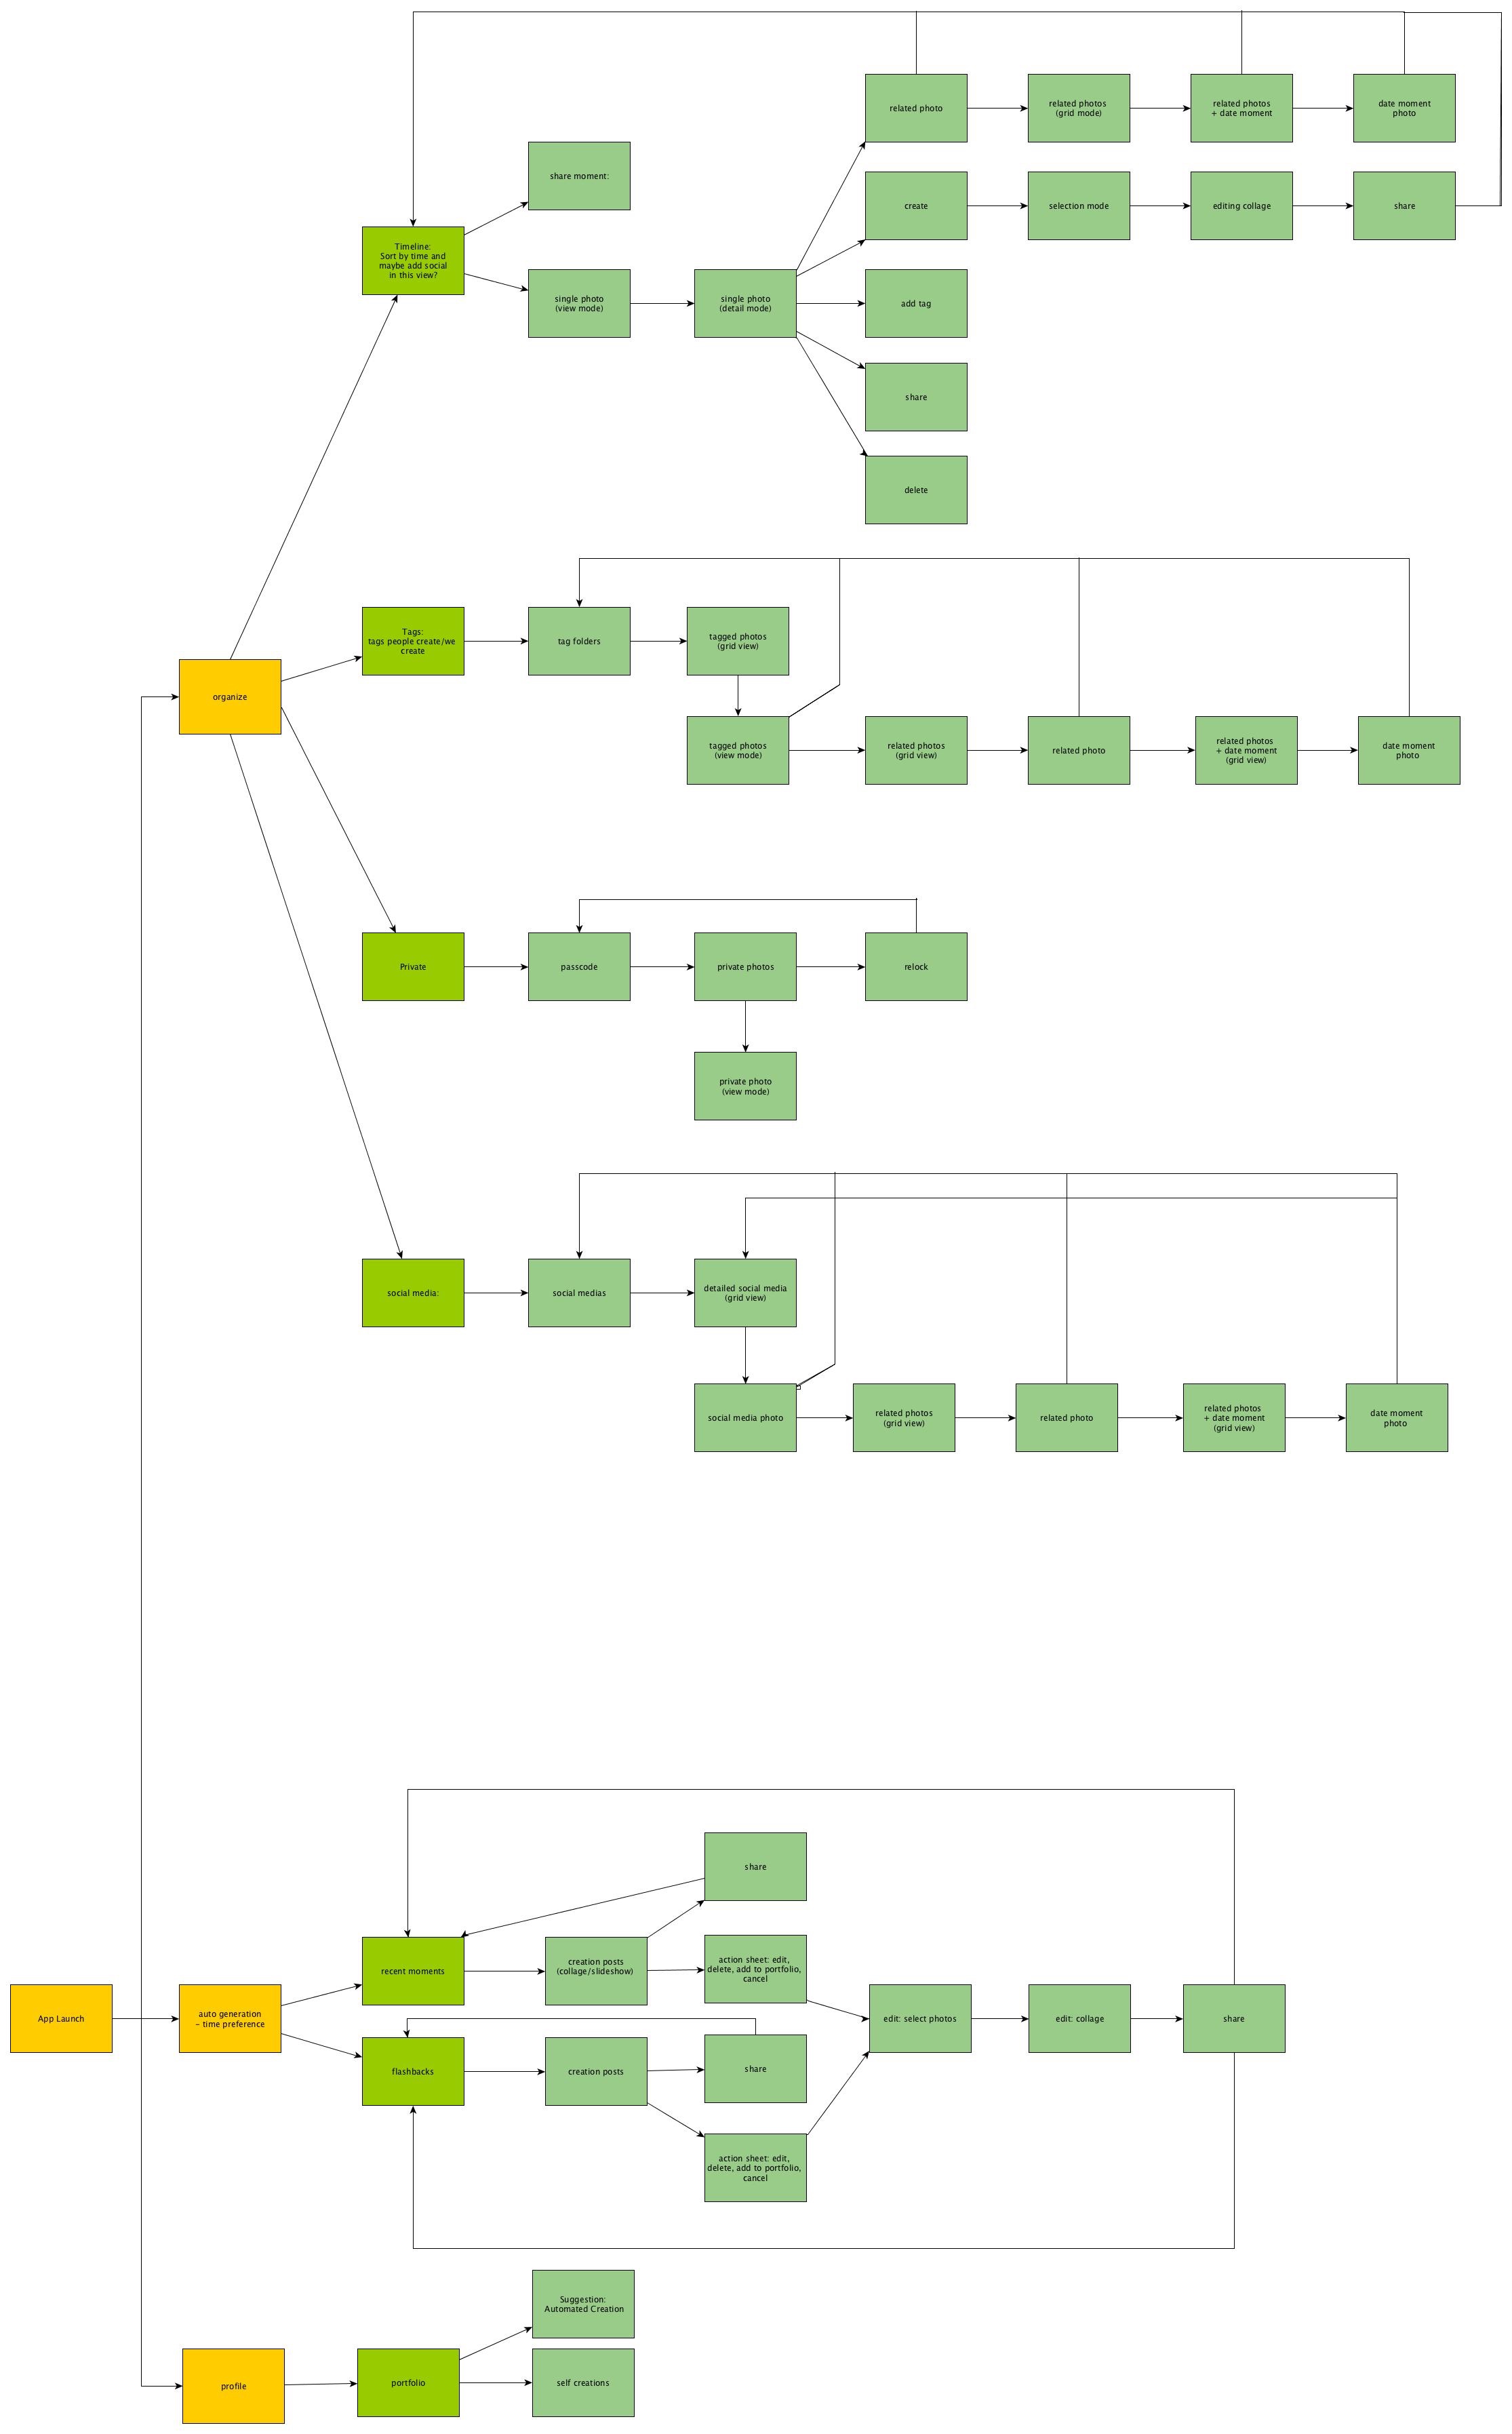 related photo
related photos
(grid mode)
related photos
+ date moment
date moment
photo
share moment:
create
selection mode
editing collage
share
Timeline:
Sort by time and
maybe add social
in this view?
single photo
(view mode)
single photo
(detail mode)
add tag
share
delete
Tags:
tags people create/we
create
tag folders
tagged photos
(grid view)
organize
tagged photos
(view mode)
related photos
(grid view)
related photo
related photos
+ date moment
(grid view)
date moment
photo
Private
passcode
private photos
relock
private photo
(view mode)
social media:
social medias
detailed social media
(grid view)
social media photo
related photos
(grid view)
related photo
related photos
+ date moment
(grid view)
date moment
photo
share
recent moments
creation posts
(collage/slideshow)
action sheet: edit,
delete, add to portfolio,
cancel
App Launch
auto generation
- time preference
edit: select photos
edit: collage
share
flashbacks
creation posts
share
action sheet: edit,
delete, add to portfolio,
cancel
Suggestion:
Automated Creation
profile
portfolio
self creations